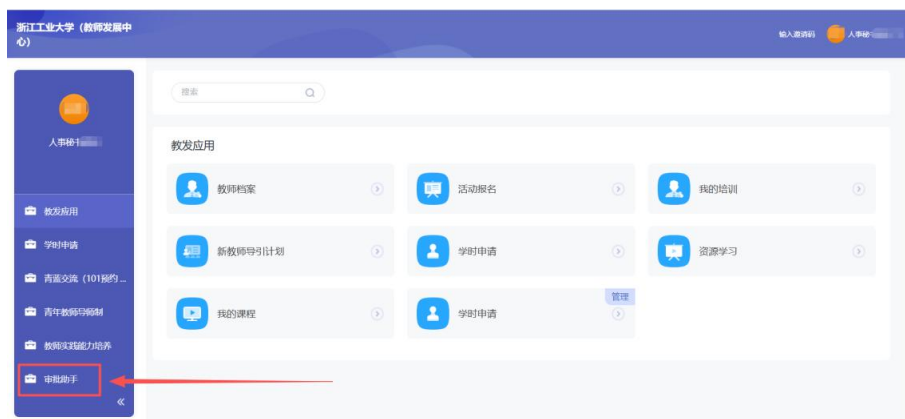 浙江工业大学（教师发展中
心）
输入邀请码
人事秘
搜索
人事秘
教发应用
教师档案
活动报名
我的培训
教发应用
学时申请
新教师导引计划
学时申请
资源学习
青蓝交流（101预约...
管理
我的课程
学时申请
青年教师导师制
教师实践能力培养
审批助手